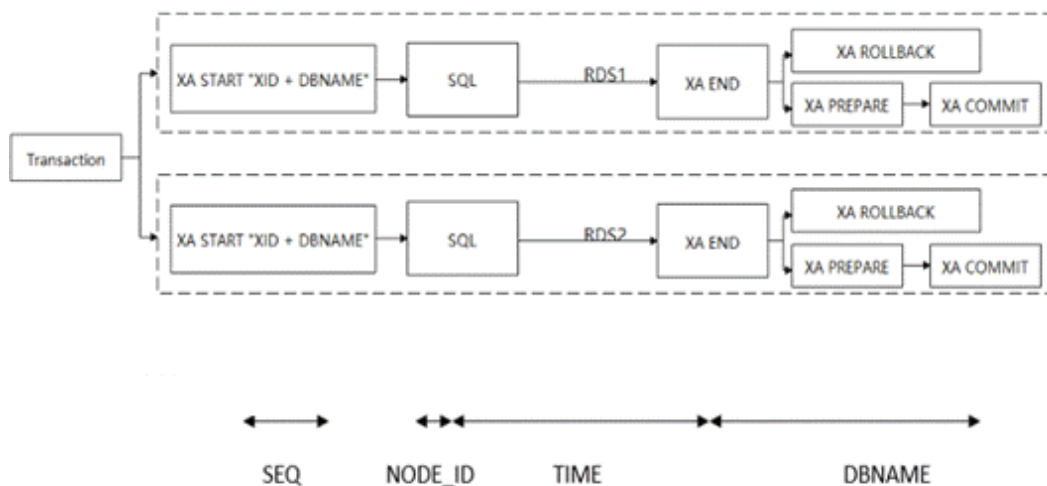 Transaction
XA START "XID + DBNAME"
SQL
RDS1
XA END
XA ROLLBACK
XA PREPARE
XA COMMIT
XA START "XID + DBNAME"
SQL
RDS2
XA END
XA ROLLBACK
XA PREPARE
XA COMMIT
SEQ
NODE_ID
TIME
DBNAME